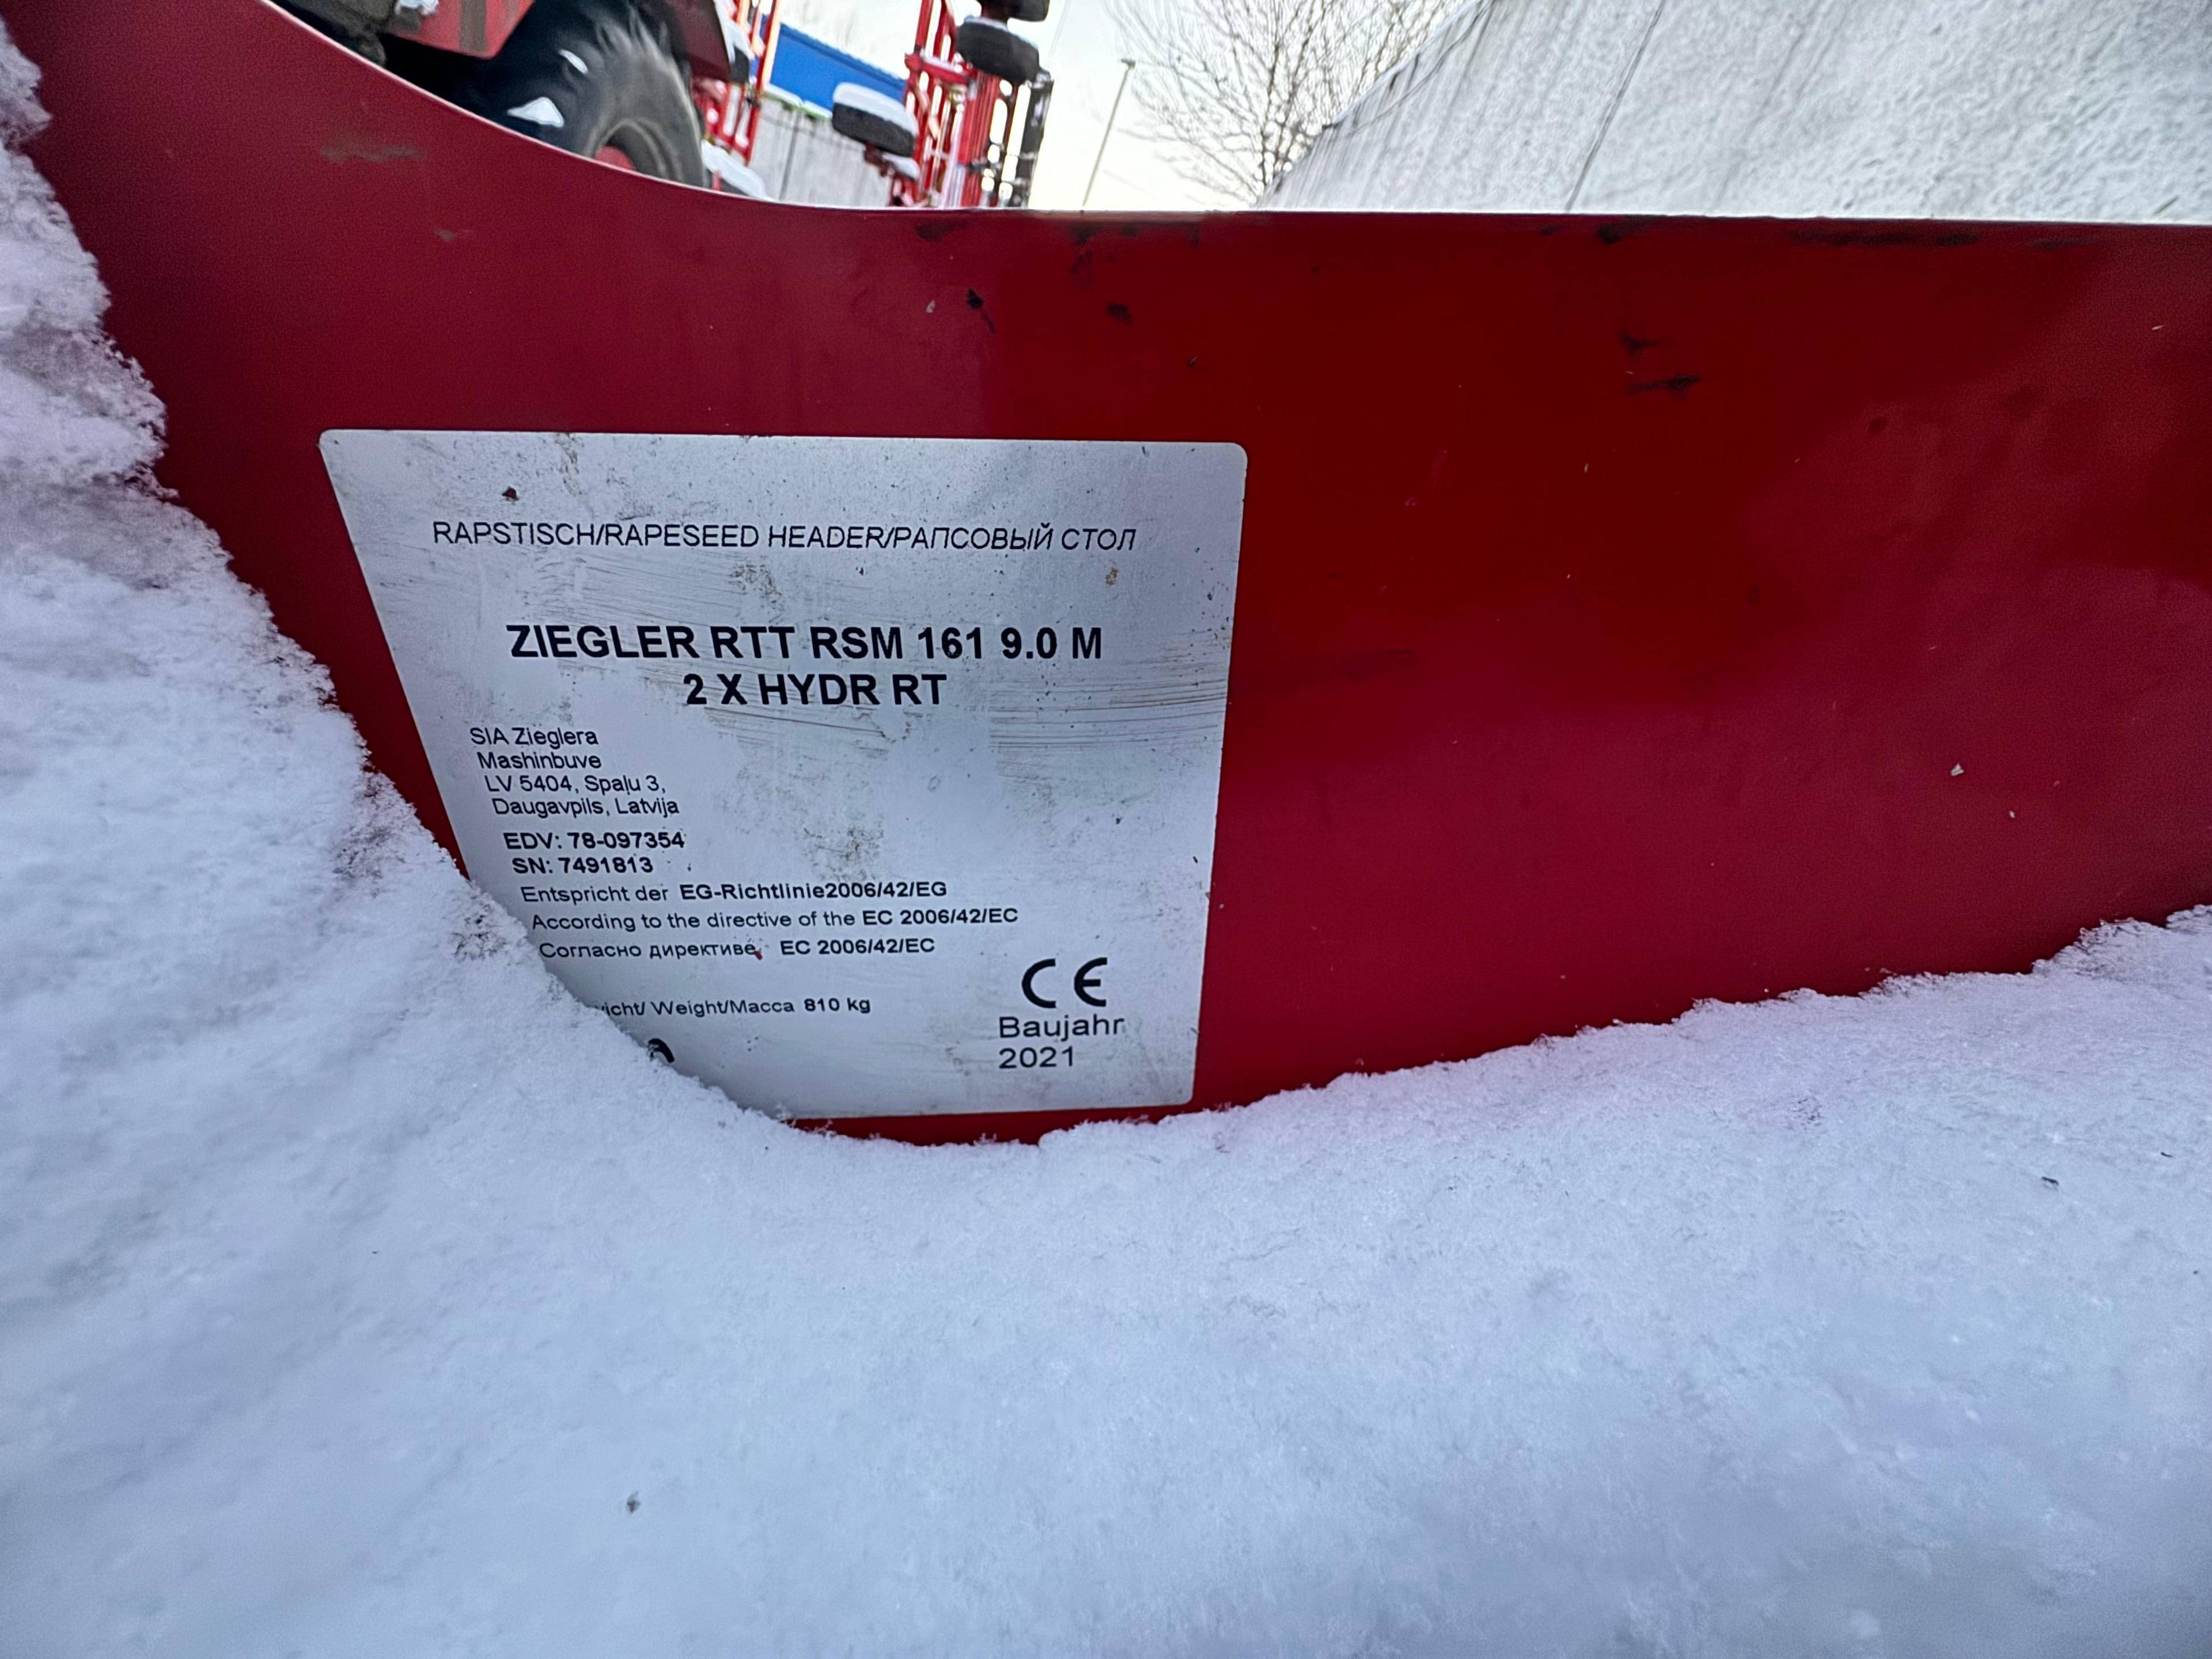 RAPSTISCH/RAPESEED HEADER/РАПСОВЫЙ СТОЛ
ZIEGLER RTT RSM 161 9.0 M
2 X HYDR RT
SIA Zieglera
Mashinbuve
LV 5404, Spaļu 3,
Daugavpils, Latvija
EDV: 78-097354
SN: 7491813
Entspricht der EG-Richtlinie2006/42/EG
According to the directive of the EC 2006/42/EC
Согласно директиве EC 2006/42/EC
Weight/Масса 810 kg
CE
Baujahr
2021